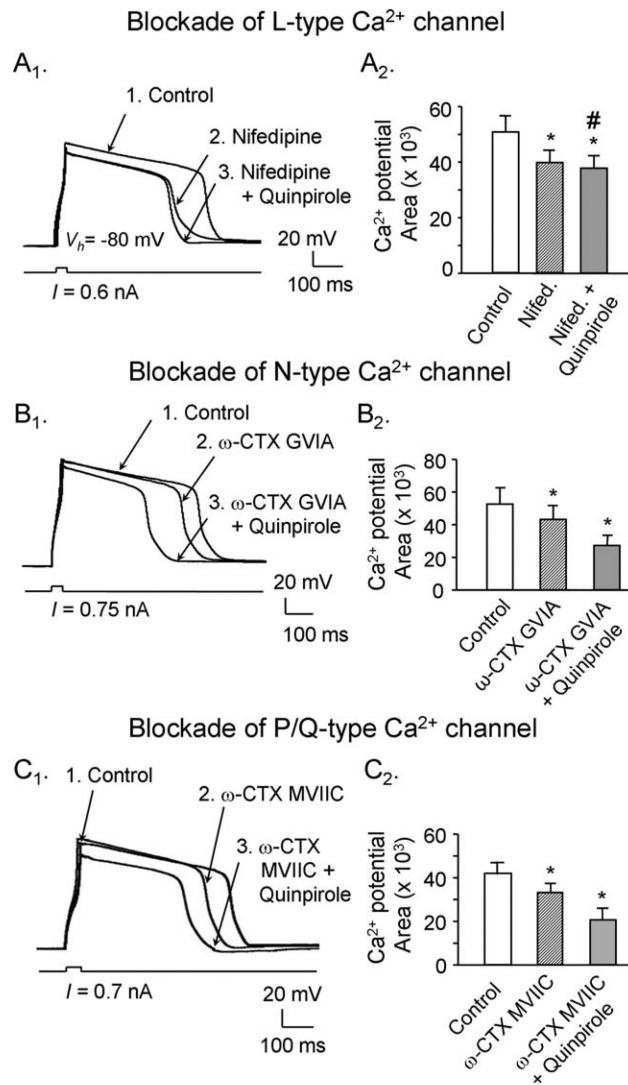 Blockade of L-type Ca²⁺ channel
A₁.
1. Control
2. Nifedipine
3. Nifedipine
+ Quinpirole
Vₕ= -80 mV
20 mV
100 ms
I = 0.6 nA
A₂.
Ca²⁺ potential
Area (x 10³)
60
40
20
0
*
#
*
Control
Nifed.
Nifed. +
Quinpirole
Blockade of N-type Ca²⁺ channel
B₁.
1. Control
2. ω-CTX GVIA
3. ω-CTX GVIA
+ Quinpirole
20 mV
100 ms
I = 0.75 nA
B₂.
Ca²⁺ potential
Area (x 10³)
80
60
40
20
0
*
*
Control
ω-CTX GVIA
ω-CTX GVIA
+ Quinpirole
Blockade of P/Q-type Ca²⁺ channel
C₁.
1. Control
2. ω-CTX MVIIC
3. ω-CTX
MVIIC +
Quinpirole
20 mV
100 ms
I = 0.7 nA
C₂.
Ca²⁺ potential
Area (x 10³)
60
40
20
0
*
*
Control
ω-CTX MVIIC
ω-CTX MVIIC
+ Quinpirole